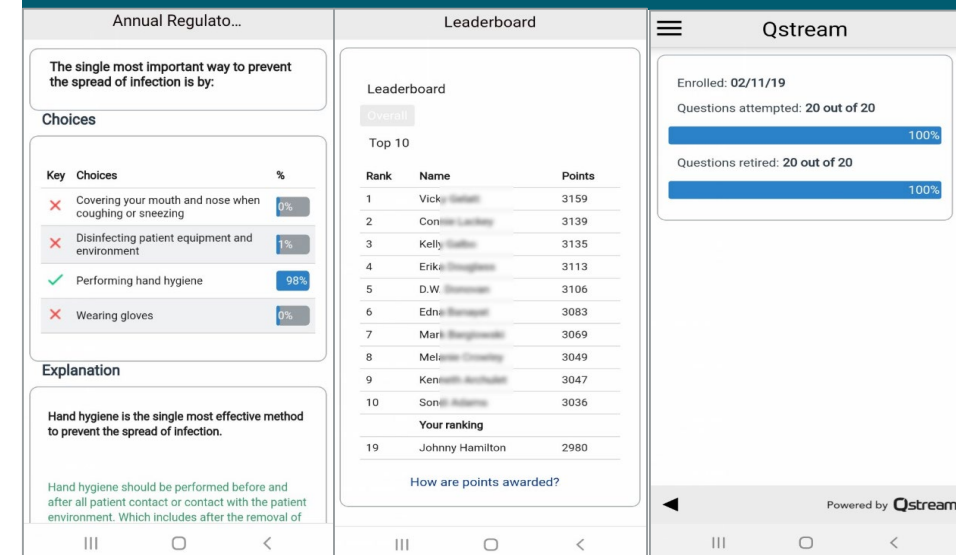 Annual Regulato...
The single most important way to prevent
the spread of infection is by:
Choices
Key Choices %
Covering your mouth and nose when
coughing or sneezing
0%
Disinfecting patient equipment and
environment
1%
Performing hand hygiene 98%
Wearing gloves 0%
Explanation
Hand hygiene is the single most effective method
to prevent the spread of infection.
Hand hygiene should be performed before and
after all patient contact or contact with the patient
environment. Which includes after the removal of
Leaderboard
Leaderboard
Overall
Top 10
Rank Name Points
1 Vicky 3159
2 3139
3 Kelly 3135
4 Erika 3113
5 D.W. 3106
6 Edna 3083
7 Mark 3069
8 3049
9 3047
10 3036
Your ranking
19 Johnny Hamilton 2980
How are points awarded?
Qstream
Enrolled: 02/11/19
Questions attempted: 20 out of 20
100%
Questions retired: 20 out of 20
100%
Powered by Qstream